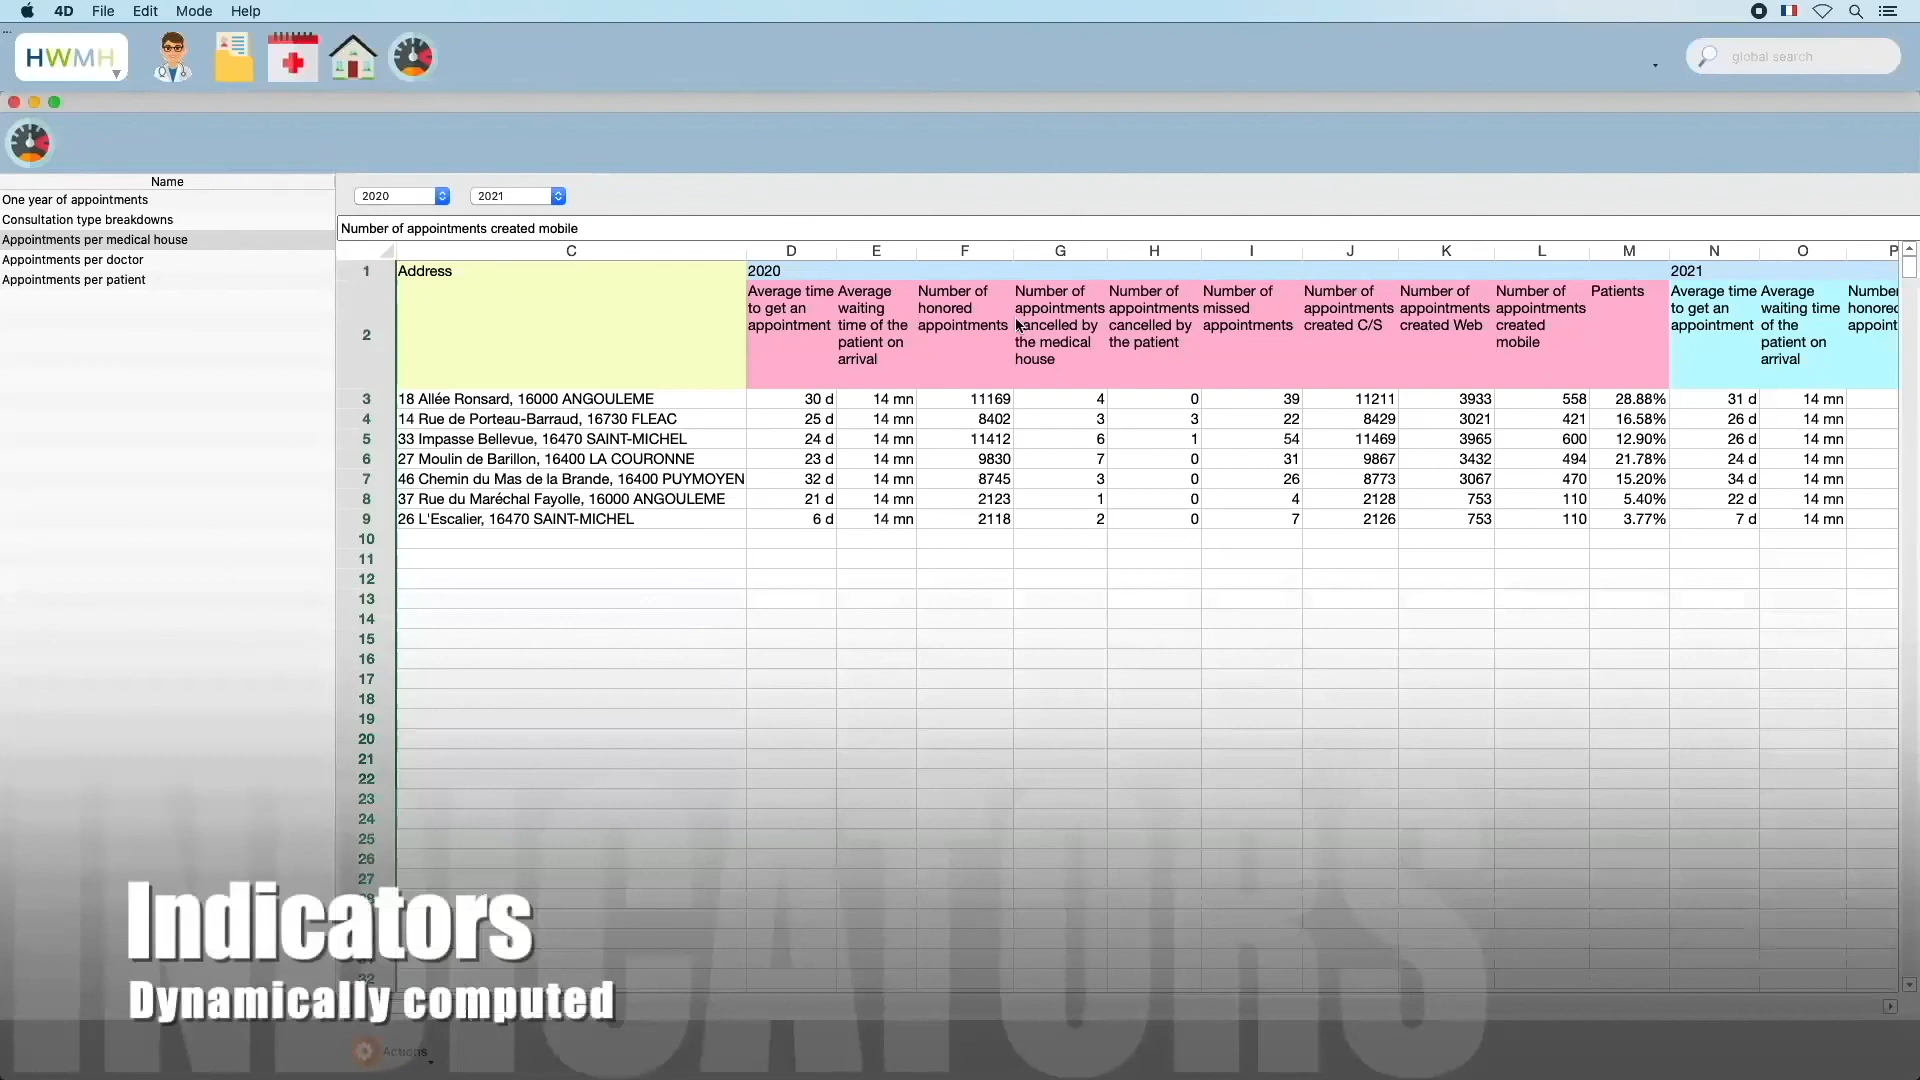 4D File Edit Mode Help
HWMH
global search
Name
One year of appointments
Consultation type breakdowns
Appointments per medical house
Appointments per doctor
Appointments per patient
2020 2021
Number of appointments created mobile
C D E F G H I J K L M N O P
1 Address 2020 2021
2 Average time to get an appointment Average waiting time of the patient on arrival Number of honored appointments Number of appointments cancelled by the medical house Number of appointments cancelled by the patient Number of missed appointments Number of appointments created C/S Number of appointments created Web Number of appointments created mobile Patients Average time to get an appointment Average waiting time of the patient on arrival Number honored appoint
3 18 Allée Ronsard, 16000 ANGOULEME 30 d 14 mn 11169 4 0 39 11211 3933 558 28.88% 31 d 14 mn
4 14 Rue de Porteau-Barraud, 16730 FLEAC 25 d 14 mn 8402 3 3 22 8429 3021 421 16.58% 26 d 14 mn
5 33 Impasse Bellevue, 16470 SAINT-MICHEL 24 d 14 mn 11412 6 1 54 11469 3965 600 12.90% 26 d 14 mn
6 27 Moulin de Barillon, 16400 LA COURONNE 23 d 14 mn 9830 7 0 31 9867 3432 494 21.78% 24 d 14 mn
7 46 Chemin du Mas de la Brande, 16400 PUYMOYEN 32 d 14 mn 8745 3 0 26 8773 3067 470 15.20% 34 d 14 mn
8 37 Rue du Maréchal Fayolle, 16000 ANGOULEME 21 d 14 mn 2123 1 0 4 2128 753 110 5.40% 22 d 14 mn
9 26 L'Escalier, 16470 SAINT-MICHEL 6 d 14 mn 2118 2 0 7 2126 753 110 3.77% 7 d 14 mn
10
11
12
13
14
15
16
17
18
19
20
21
22
23
24
25
26
27
32
INDICATORS
Indicators
Dynamically computed
Actions